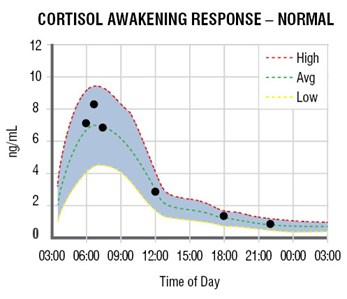 CORTISOL AWAKENING RESPONSE – NORMAL
12
10
8
6
4
2
0
ng/mL
High
Avg
Low
03:00 06:00 09:00 12:00 15:00 18:00 21:00 00:00 03:00
Time of Day